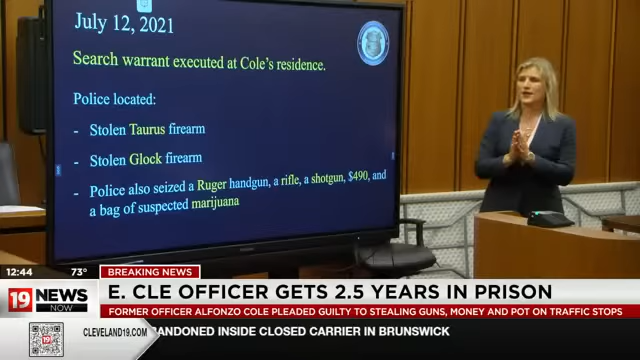 July 12, 2021
Search warrant executed at Cole's residence.
Police located:
- Stolen Taurus firearm
- Stolen Glock firearm
- Police also seized a Ruger handgun, a rifle, a shotgun, $490, and
a bag of suspected marijuana
12:44 73° BREAKING NEWS
19 NEWS NOW
E. CLE OFFICER GETS 2.5 YEARS IN PRISON
FORMER OFFICER ALFONZO COLE PLEADED GUILTY TO STEALING GUNS, MONEY AND POT ON TRAFFIC STOPS
CLEVELAND19.COM
INSIDE CLOSED CARRIER IN BRUNSWICK